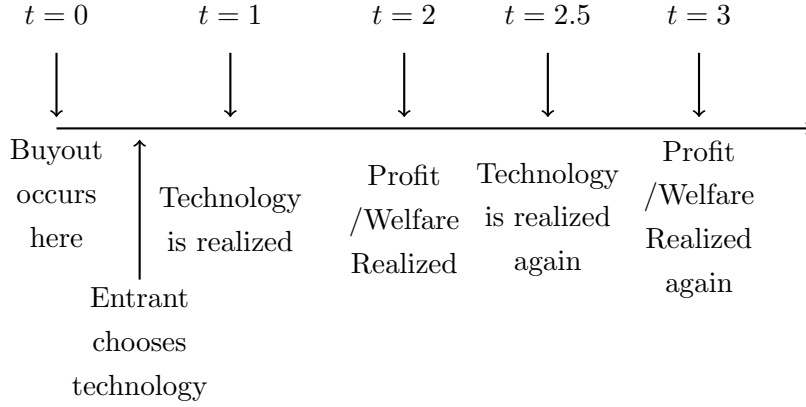 t = 0
t = 1
t = 2
t = 2.5
t = 3
Buyout
occurs
here
Technology
is realized
Profit
/Welfare
Realized
Technology
is realized
again
Profit
/Welfare
Realized
again
Entrant
chooses
technology